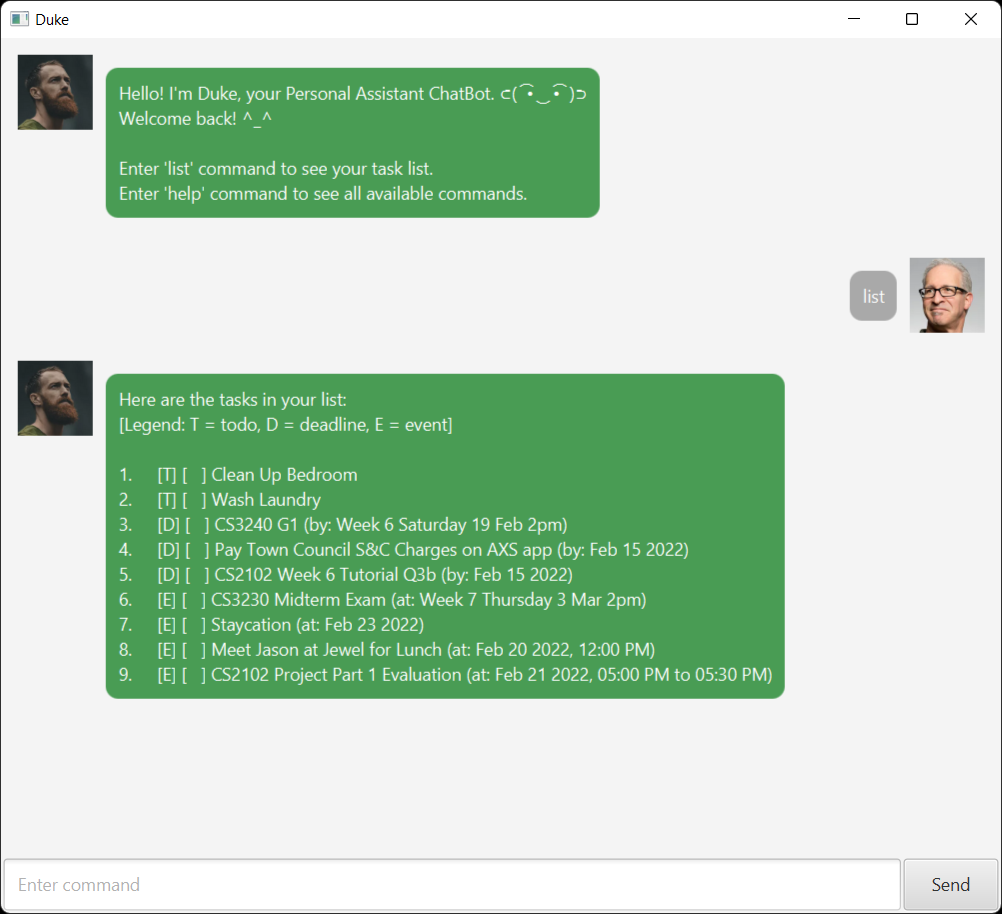 Duke
Hello! I'm Duke, your Personal Assistant ChatBot. ⊂( ͡• ‿ ͡• )⊃
Welcome back! ^_^
Enter 'list' command to see your task list.
Enter 'help' command to see all available commands.
list
Here are the tasks in your list:
[Legend: T = todo, D = deadline, E = event]
1. [T] [ ] Clean Up Bedroom
2. [T] [ ] Wash Laundry
3. [D] [ ] CS3240 G1 (by: Week 6 Saturday 19 Feb 2pm)
4. [D] [ ] Pay Town Council S&C Charges on AXS app (by: Feb 15 2022)
5. [D] [ ] CS2102 Week 6 Tutorial Q3b (by: Feb 15 2022)
6. [E] [ ] CS3230 Midterm Exam (at: Week 7 Thursday 3 Mar 2pm)
7. [E] [ ] Staycation (at: Feb 23 2022)
8. [E] [ ] Meet Jason at Jewel for Lunch (at: Feb 20 2022, 12:00 PM)
9. [E] [ ] CS2102 Project Part 1 Evaluation (at: Feb 21 2022, 05:00 PM to 05:30 PM)
Enter command
Send